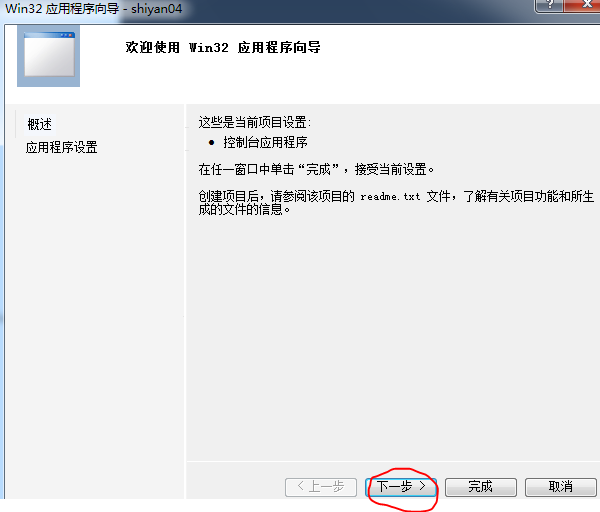 Win32 应用程序向导 - shiyan04
欢迎使用 Win32 应用程序向导
概述
应用程序设置
这些是当前项目设置:
• 控制台应用程序
在任一窗口中单击“完成”，接受当前设置。
创建项目后，请参阅该项目的 readme.txt 文件，了解有关项目功能和所生
成的文件的信息。
< 上一步
下一步 >
完成
取消